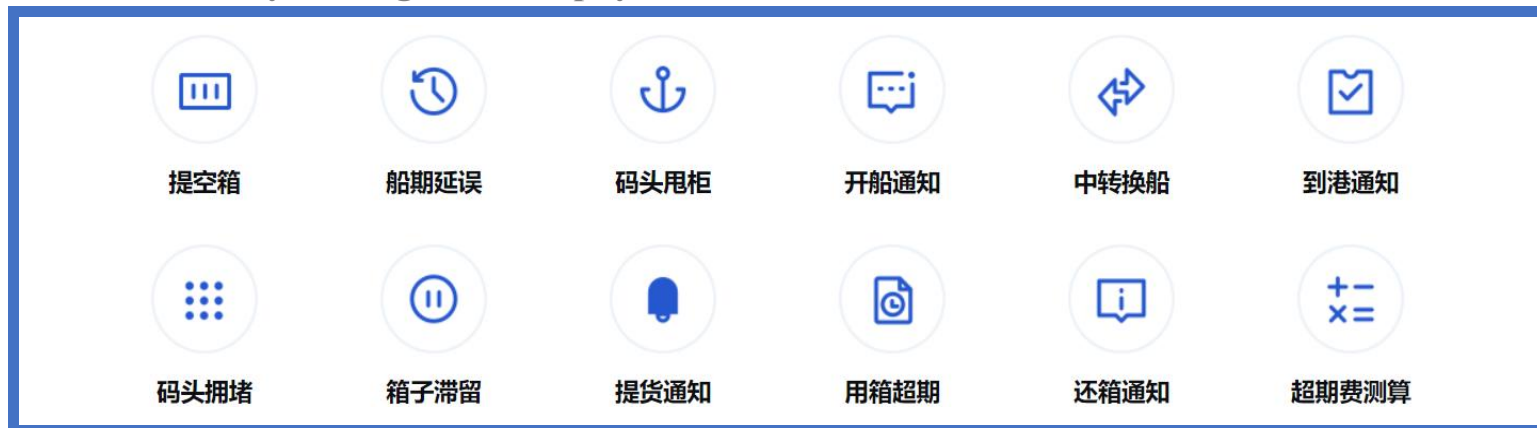 提空箱 船期延误 码头甩柜 开船通知 中转换船 到港通知
码头拥堵 箱子滞留 提货通知 用箱超期 还箱通知 超期费测算